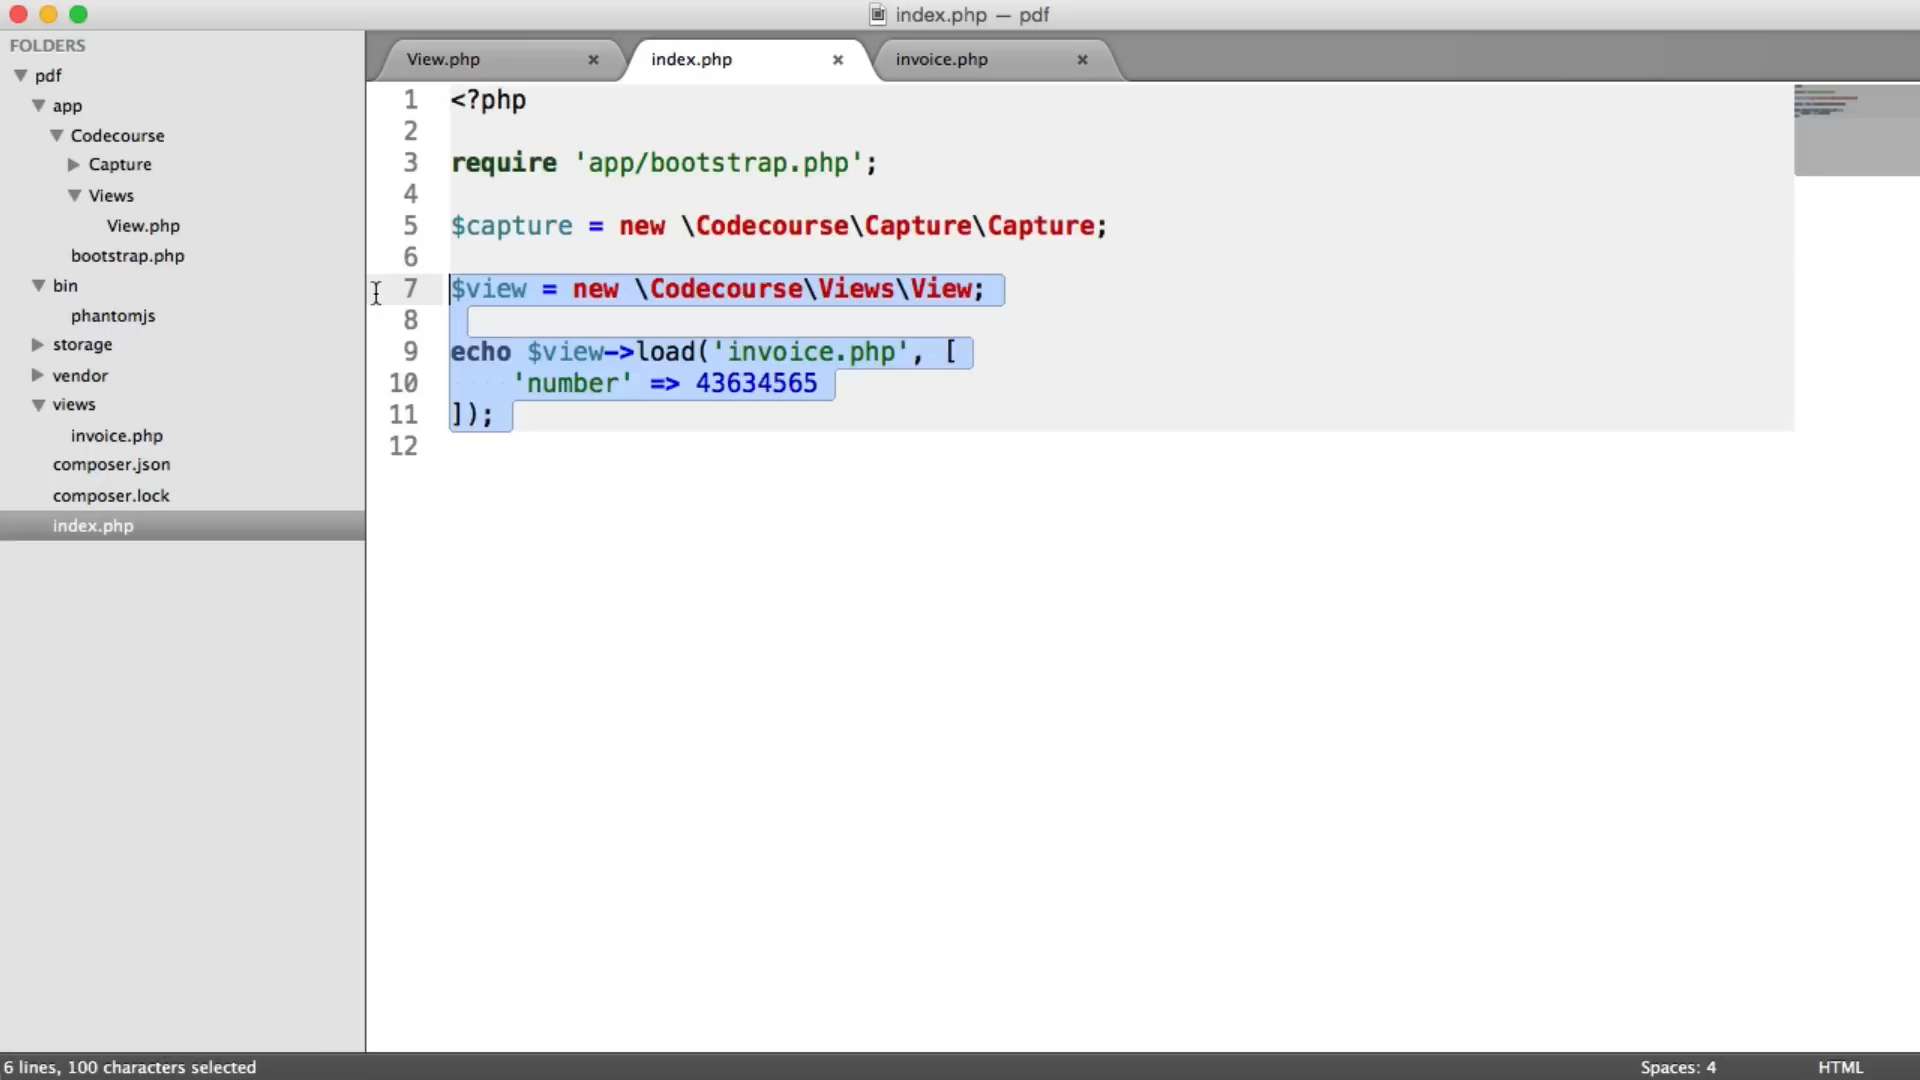 index.php — pdf
FOLDERS
pdf
app
Codecourse
Capture
Views
View.php
bootstrap.php
bin
phantomjs
storage
vendor
views
invoice.php
composer.json
composer.lock
index.php
View.php × index.php × invoice.php ×
1 <?php
2
3 require 'app/bootstrap.php';
4
5 $capture = new \Codecourse\Capture\Capture;
6
7 $view = new \Codecourse\Views\View;
8
9 echo $view->load('invoice.php', [
10 'number' => 43634565
11 ]);
12
6 lines, 100 characters selected
Spaces: 4 HTML